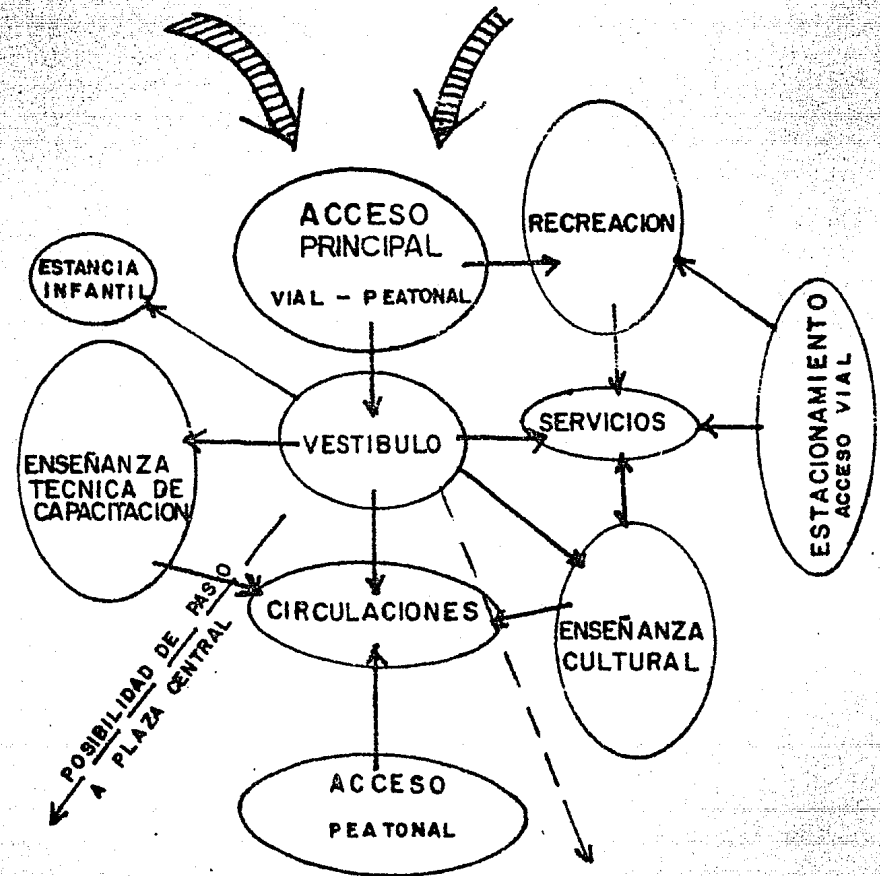 ACCESO
PRINCIPAL
VIAL - PEATONAL
RECREACION
ESTANCIA
INFANTIL
ESTACIONAMIENTO
ACCESO VIAL
VESTIBULO
SERVICIOS
ENSEÑANZA
TECNICA DE
CAPACITACION
CIRCULACIONES
ENSEÑANZA
CULTURAL
POSIBILIDAD DE PASO
A PLAZA CENTRAL
ACCESO
PEATONAL